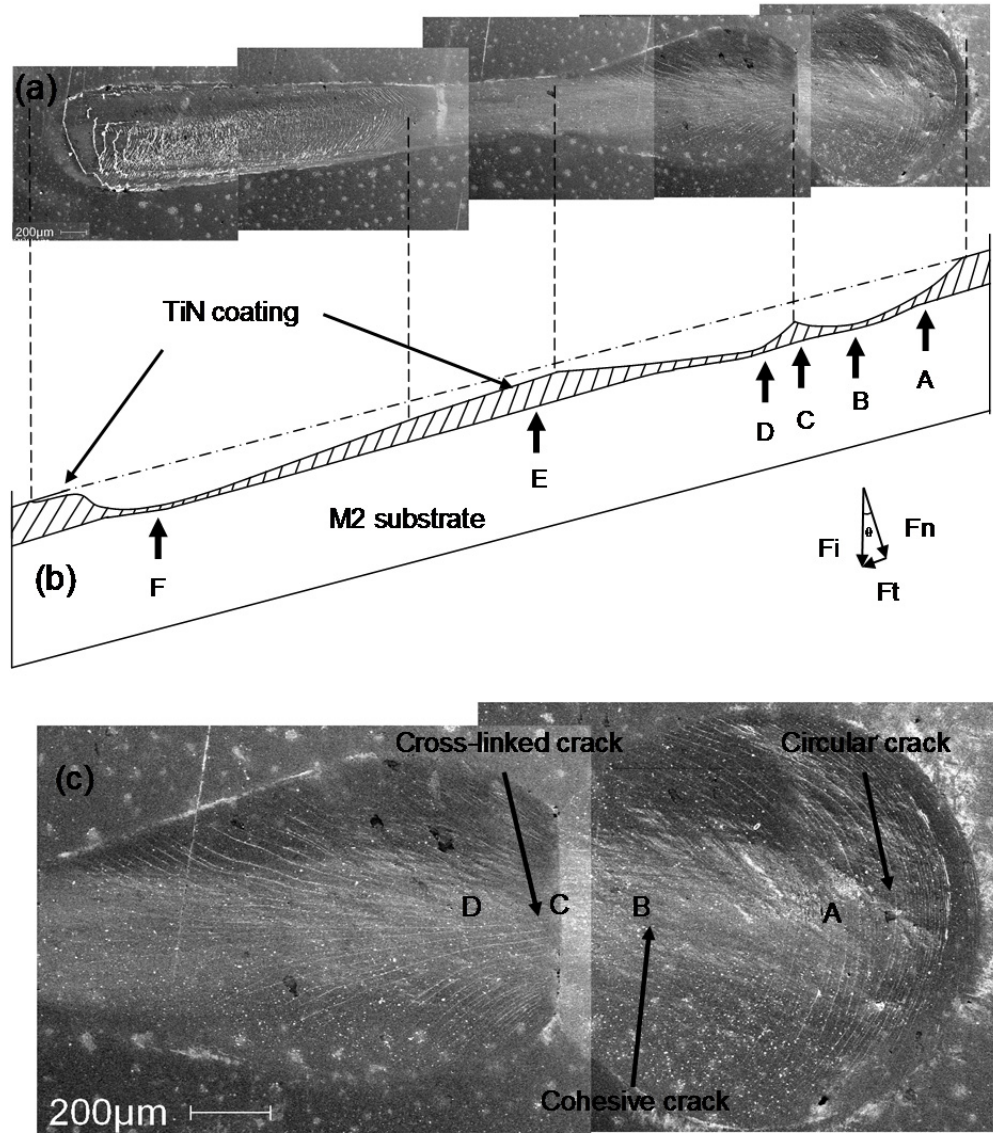 (a)
200μm
TiN coating
A
B
C
D
E
F
M2 substrate
(b)
θ
Fi
Fn
Ft
(c)
Cross-linked crack
Circular crack
D
C
B
A
Cohesive crack
200μm